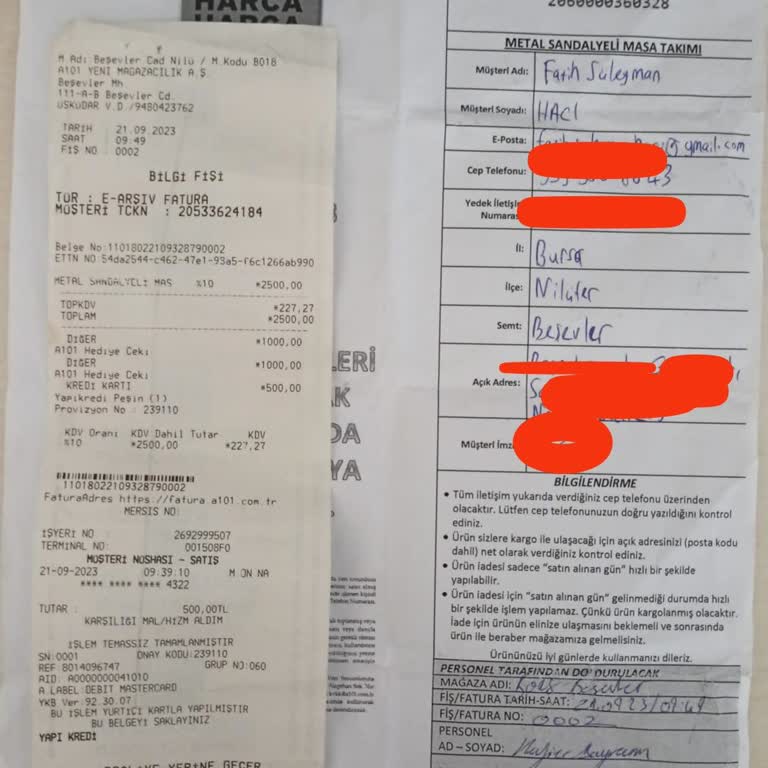 HARCA
HARCA
M.Adı: Beşevler Cad Nilü / M.Kodu B018
A101 YENİ MAĞAZACILIK A.Ş.
Beşevler Mh
111-A-B Beşevler Cd.
ÜSKÜDAR V.D /9480423762
TARİH 21.09.2023
SAAT 09:49
FİŞ NO 0002
BİLGİ FİŞİ
TÜR : E-ARŞİV FATURA
MÜŞTERİ TCKN : 20533624184
Belge No:11018022109328790002
ETTN NO:54da2544-c462-47e1-93a5-f6c1266ab990
METAL SANDALYELİ MAS %10 *2500,00
TOPKDV *227,27
TOPLAM *2500,00
DİĞER *1000,00
A101 Hediye Çeki
DİĞER *1000,00
A101 Hediye Çeki
KREDİ KARTI *500,00
Yapıkredi Peşin (1)
Provizyon No : 239110
KDV Oranı KDV Dahil Tutar KDV
%10 *2500,00 *227,27
11018022109328790002
FaturaAdres https://fatura.a101.com.tr
MERSİS NO:
İŞYERİ NO 2692999507
TERMİNAL NO: 001508F0
MÜŞTERİ NÜSHASI - SATIŞ
21-09-2023 09:39:10 M ON NA
**** **** **** 4322
TUTAR : 500,00TL
KARŞILIĞI MAL/HİZM ALDIM
İŞLEM TEMASSIZ TAMAMLANMIŞTIR
SN:0001 ONAY KODU:239110
REF 8014096747 GRUP NO:060
AID: A0000000041010
A.LABEL:DEBIT MASTERCARD
YKB Ver: 92.30.07
BU İŞLEM YURTİÇİ KARTLA YAPILMIŞTIR
BU BELGEYİ SAKLAYINIZ
YAPI KREDİ
YERİNE GEÇER
LERİ
AK
DA
YA
2060000360328
METAL SANDALYELİ MASA TAKIMI
Müşteri Adı: Fatih Süleyman
Müşteri Soyadı: HACI
E-Posta: @gmail.com
Cep Telefonu:
Yedek İletişim
Numarası
İl: Bursa
İlçe: Nilüfer
Semt: Beşevler
Açık Adres:
Müşteri İmza
BİLGİLENDİRME
• Tüm iletişim yukarıda verdiğiniz cep telefonu üzerinden
olacaktır. Lütfen cep telefonunuzun doğru yazıldığını kontrol
ediniz.
• Ürün sizlere kargo ile ulaşacağı için açık adresinizi (posta kodu
dahil) net olarak verdiğiniz kontrol ediniz.
• Ürün iadesi sadece "satın alınan gün" hızlı bir şekilde
yapılabilir.
• Ürün iadesi için "satın alınan gün" gelinmediği durumda hızlı
bir şekilde işlem yapılamaz. Çünkü ürün kargolanmış olacaktır.
İade için ürünün elinize ulaşmasını beklemeli ve sonrasında
ürün ile beraber mağazamıza gelmelisiniz.
Ürününüzü iyi günlerde kullanmanızı dileriz.
PERSONEL TARAFINDAN DOLDURULACAK
MAĞAZA ADI: Beşevler
FİŞ/FATURA TARİH-SAAT: 21.0923/09:49
FİŞ/FATURA NO: 0002
PERSONEL
AD – SOYAD: Bayram